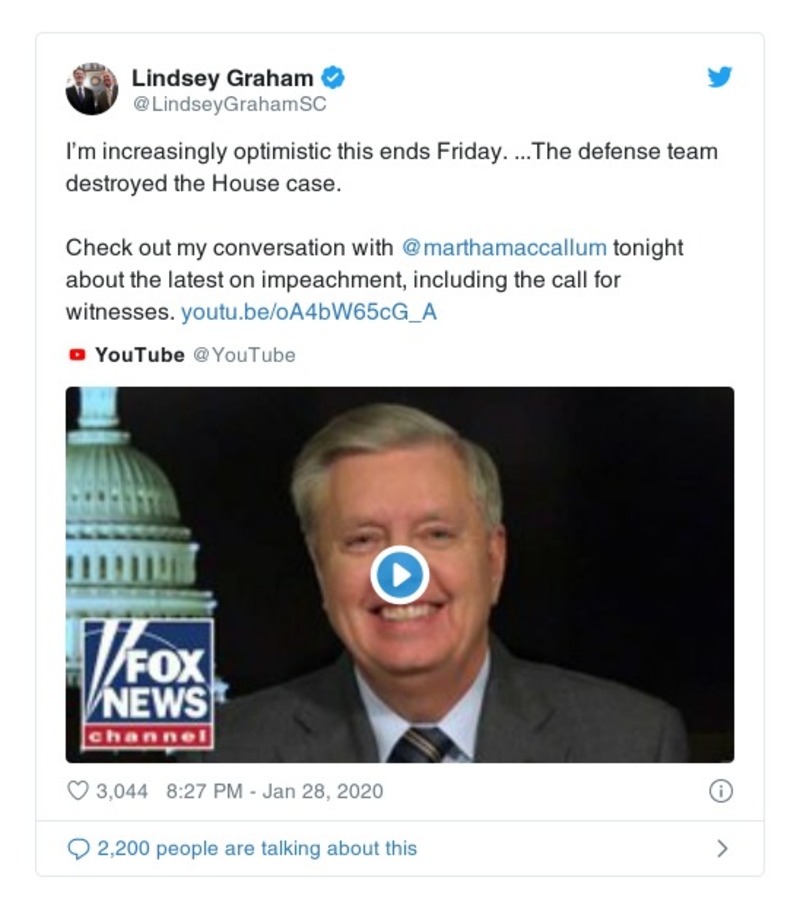 Lindsey Graham
@LindseyGrahamSC
I'm increasingly optimistic this ends Friday. ...The defense team
destroyed the House case.
Check out my conversation with @marthamaccallum tonight
about the latest on impeachment, including the call for
witnesses. youtu.be/oA4bW65cG_A
YouTube @YouTube
FOX
NEWS
channel
3,044 8:27 PM - Jan 28, 2020
2,200 people are talking about this